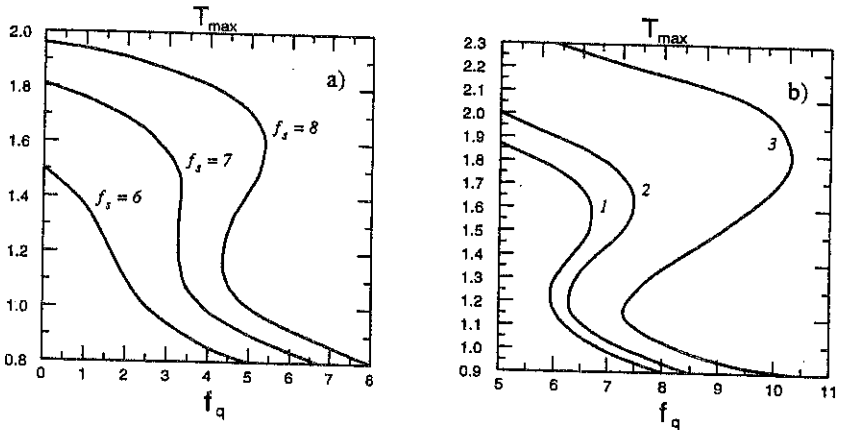 T_max
2.0
1.8
1.6
1.4
1.2
1.0
0.8
a)
f_s = 8
f_s = 7
f_s = 6
0 1 2 3 4 5 6 7 8
f_q
T_max
2.3
2.2
2.1
2.0
1.9
1.8
1.7
1.6
1.5
1.4
1.3
1.2
1.1
1.0
0.9
b)
3
2
1
5 6 7 8 9 10 11
f_q